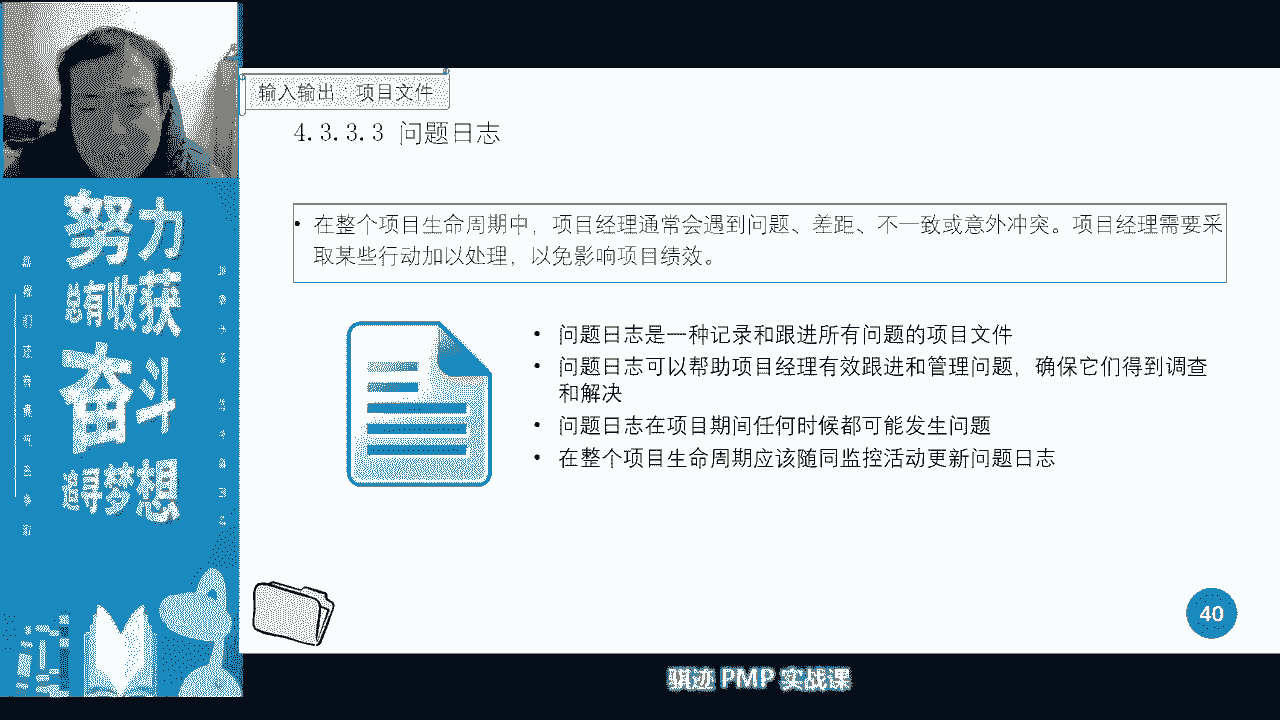 输入输出：项目文件
4.3.3.3 问题日志
• 在整个项目生命周期中，项目经理通常会遇到问题、差距、不一致或意外冲突。项目经理需要采
取某些行动加以处理，以免影响项目绩效。
• 问题日志是一种记录和跟进所有问题的项目文件
• 问题日志可以帮助项目经理有效跟进和管理问题，确保它们得到调查
和解决
• 问题日志在项目期间任何时候都可能发生问题
• 在整个项目生命周期应该随同监控活动更新问题日志
努力
总有收获
奋斗
追寻梦想
40
骐迹 PMP 实战课